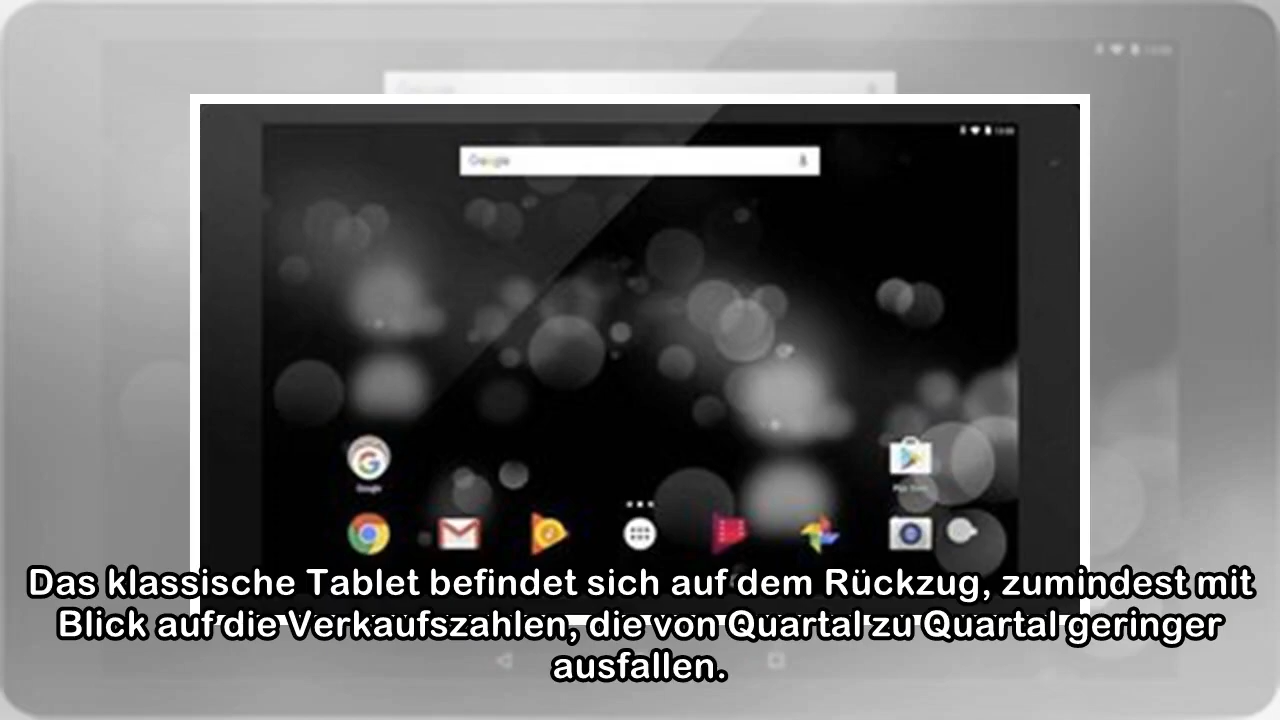 Google
Google
Das klassische Tablet befindet sich auf dem Rückzug, zumindest mit
Blick auf die Verkaufszahlen, die von Quartal zu Quartal geringer
ausfallen.